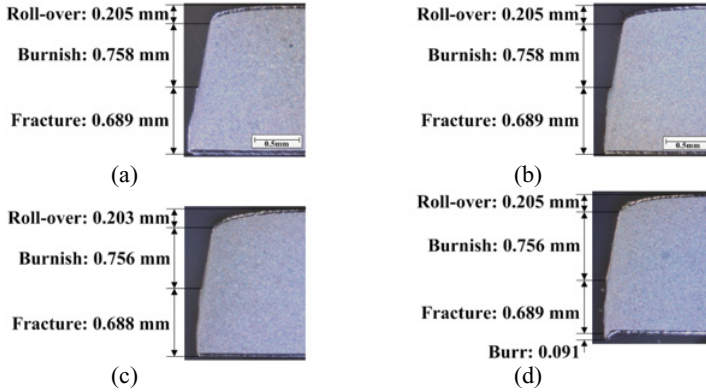 Roll-over: 0.205 mm
Burnish: 0.758 mm
Fracture: 0.689 mm
0.5mm
(a)
Roll-over: 0.205 mm
Burnish: 0.758 mm
Fracture: 0.689 mm
0.5mm
(b)
Roll-over: 0.203 mm
Burnish: 0.756 mm
Fracture: 0.688 mm
(c)
Roll-over: 0.205 mm
Burnish: 0.756 mm
Fracture: 0.689 mm
Burr: 0.091
(d)